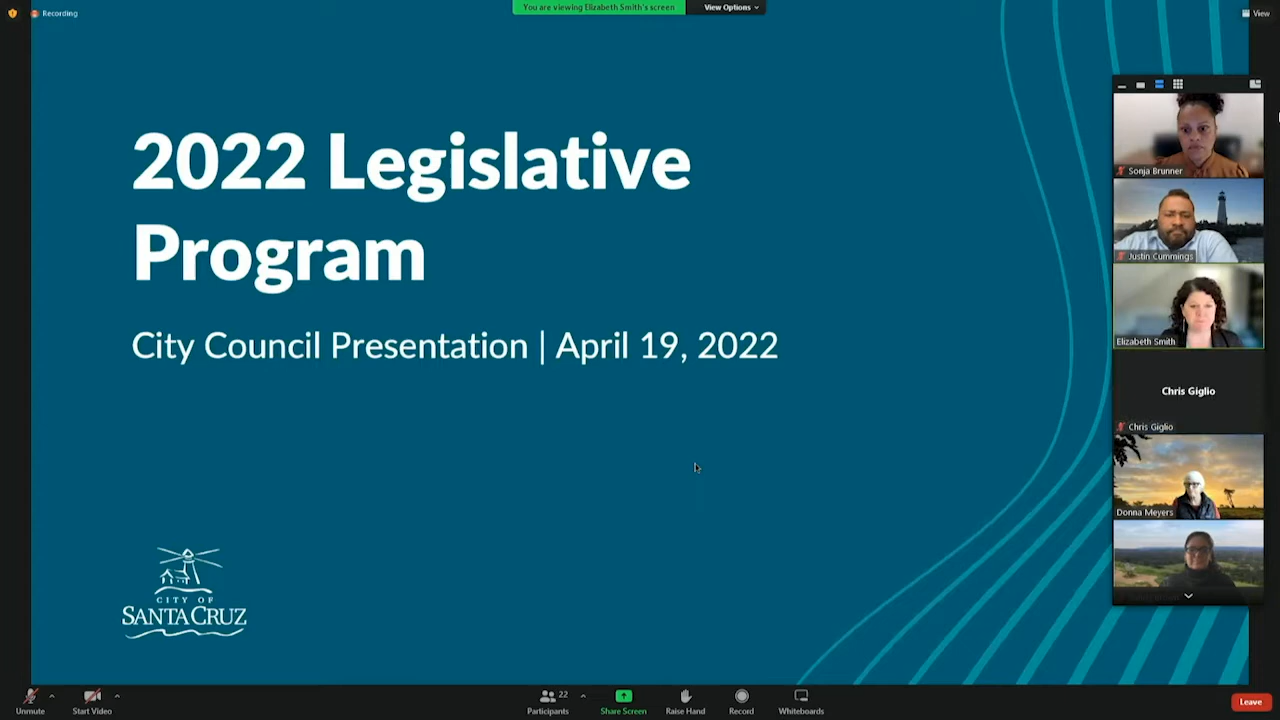 Recording
You are viewing Elizabeth Smith's screen
View Options
View
2022 Legislative
Program
City Council Presentation | April 19, 2022
CITY OF
SANTA CRUZ
Sonja Brunner
Justin Cummings
Elizabeth Smith
Chris Giglio
Chris Giglio
Donna Meyers
Unmute
Start Video
22
Participants
Share Screen
Raise Hand
Record
Whiteboards
Leave